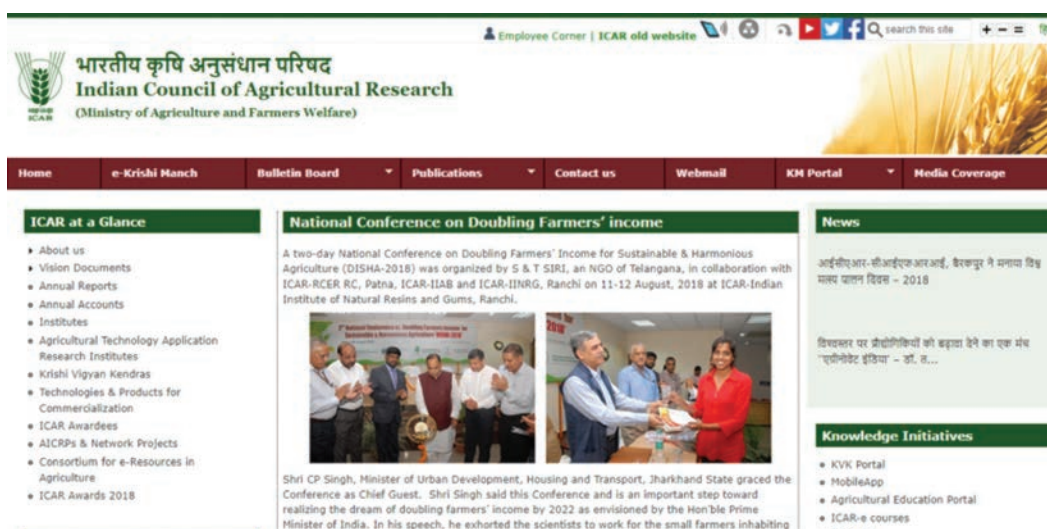 Employee Corner | ICAR old website
search this site
+ - =
भारतीय कृषि अनुसंधान परिषद
Indian Council of Agricultural Research
(Ministry of Agriculture and Farmers Welfare)
ICAR
Home e-Krishi Manch Bulletin Board Publications Contact us Webmail KM Portal Media Coverage
ICAR at a Glance
About us
Vision Documents
Annual Reports
Annual Accounts
Institutes
Agricultural Technology Application
Research Institutes
Krishi Vigyan Kendras
Technologies & Products for
Commercialization
ICAR Awardees
AICRPs & Network Projects
Consortium for e-Resources in
Agriculture
ICAR Awards 2018
National Conference on Doubling Farmers' income
A two-day National Conference on Doubling Farmers' Income for Sustainable & Harmonious
Agriculture (DISHA-2018) was organized by S & T SIRI, an NGO of Telangana, in collaboration with
ICAR-RCER RC, Patna, ICAR-IIAB and ICAR-IINRG, Ranchi on 11-12 August, 2018 at ICAR-Indian
Institute of Natural Resins and Gums, Ranchi.
Shri CP Singh, Minister of Urban Development, Housing and Transport, Jharkhand State graced the
Conference as Chief Guest. Shri Singh said this Conference and is an important step toward
realizing the dream of doubling farmers' income by 2022 as envisioned by the Hon'ble Prime
Minister of India. In his speech, he exhorted the scientists to work for the small farmers inhabiting
News
आईसीएआर-सीआईएफआरआई, बैरकपुर ने मनाया विश्व
पालन दिवस – 2018
विश्वस्तर पर प्रौद्योगिकियों को बढ़ावा देने का एक मंच
"एग्रीनोवेट इंडिया" – डॉ. त...
Knowledge Initiatives
KVK Portal
MobileApp
Agricultural Education Portal
ICAR-e courses